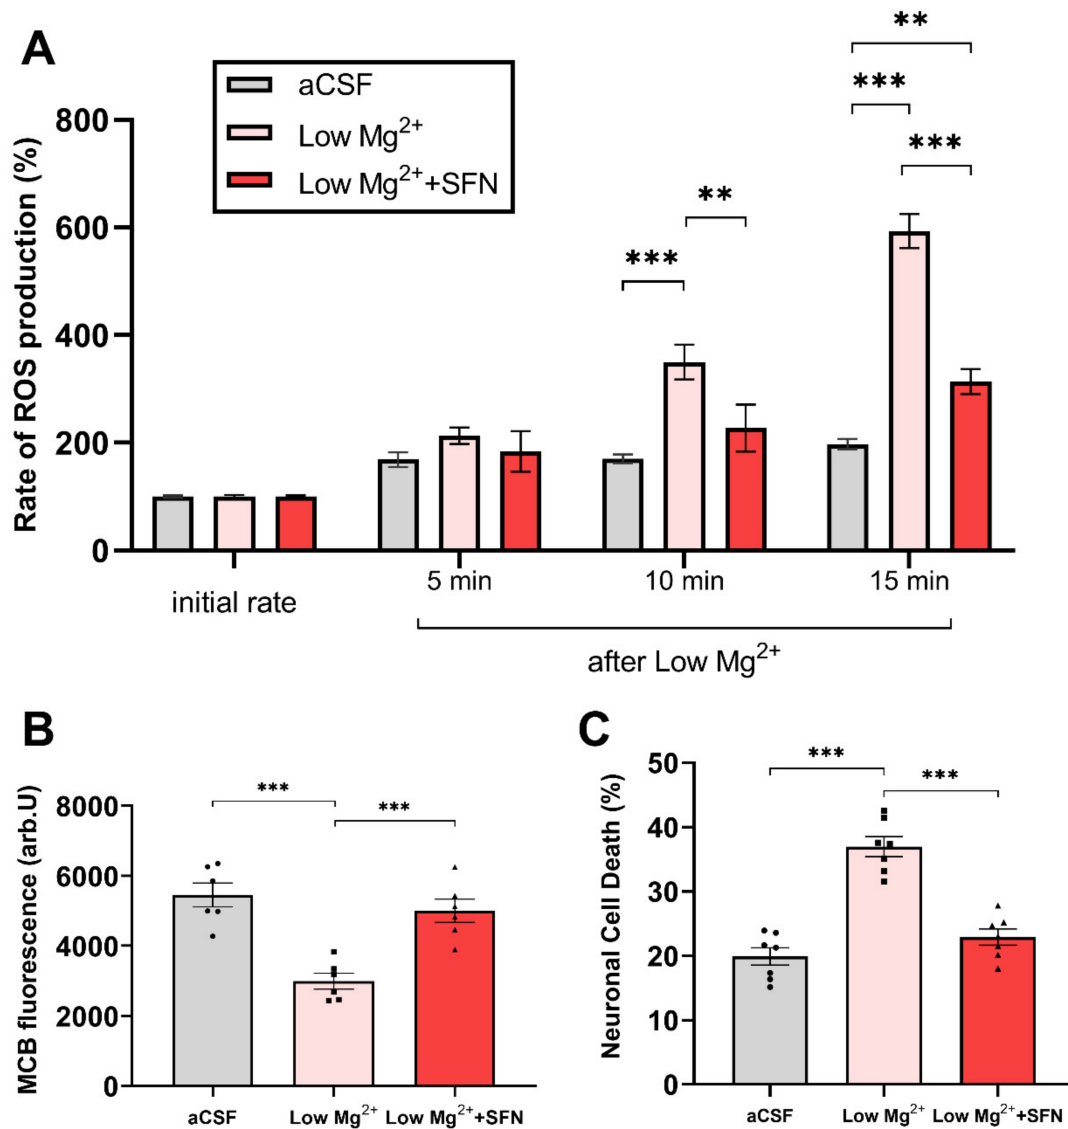 A
aCSF
Low Mg²⁺
Low Mg²⁺+SFN
**
***
***
**
***
Rate of ROS production (%)
800
600
400
200
0
initial rate
5 min
10 min
15 min
after Low Mg²⁺
B
***
***
MCB fluorescence (arb.U)
8000
6000
4000
2000
0
aCSF
Low Mg²⁺
Low Mg²⁺+SFN
C
***
***
Neuronal Cell Death (%)
50
40
30
20
10
0
aCSF
Low Mg²⁺
Low Mg²⁺+SFN